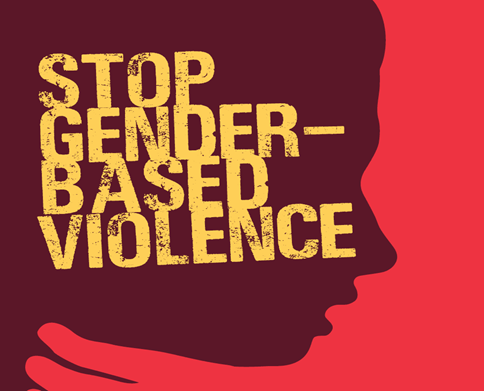 STOP
GENDER–
BASED
VIOLENCE